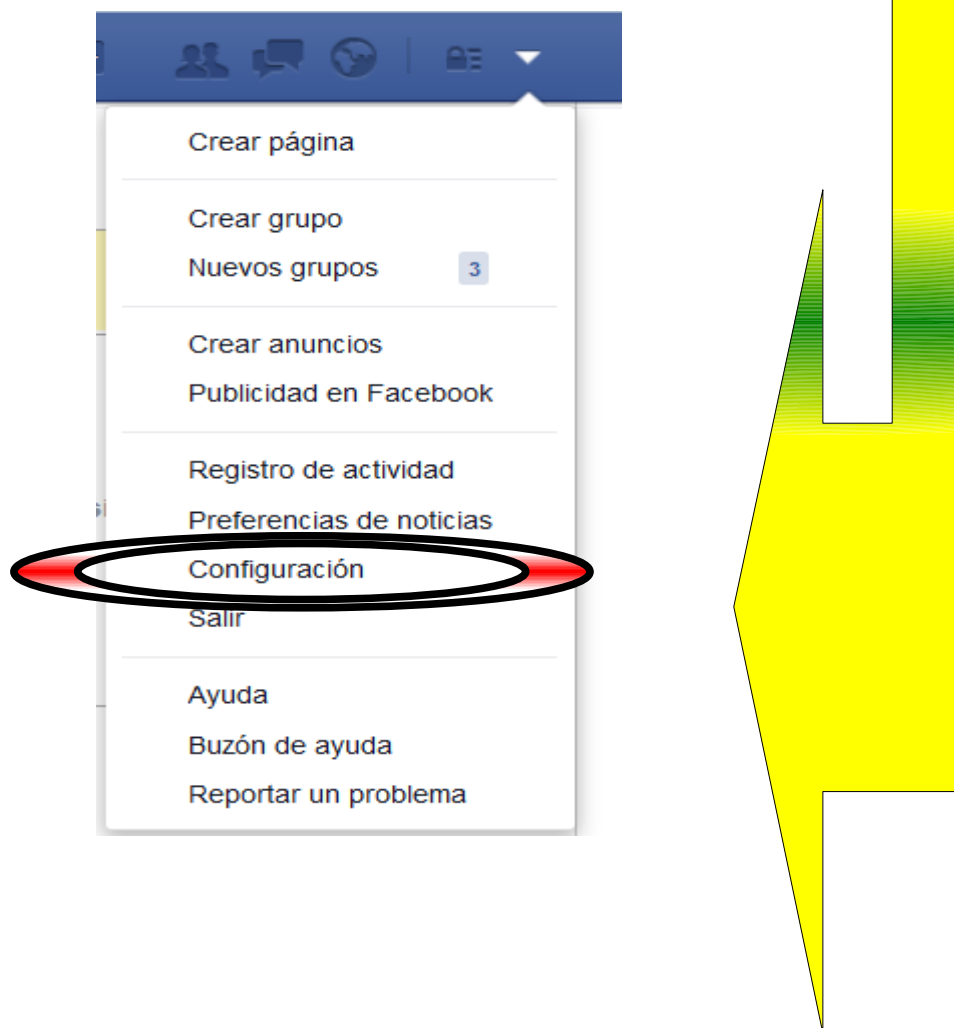 Crear página
Crear grupo
Nuevos grupos 3
Crear anuncios
Publicidad en Facebook
Registro de actividad
si
Preferencias de noticias
Configuración
Salir
Ayuda
Buzón de ayuda
Reportar un problema